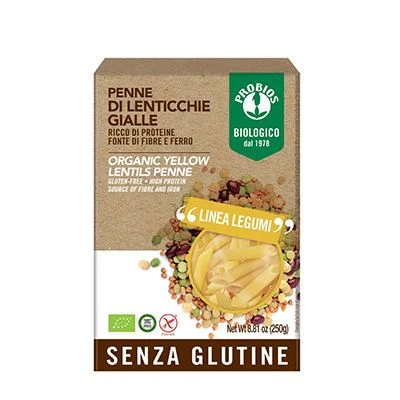 PENNE
DI LENTICCHIE
GIALLE
RICCO DI PROTEINE
FONTE DI FIBRE E FERRO
ORGANIC YELLOW
LENTILS PENNE
GLUTEN-FREE • HIGH PROTEIN
SOURCE OF FIBRE AND IRON
PROBIOS
BIOLOGICO
dal 1978
“LINEA LEGUMI”
Net Wt 8.81 oz (250g)
SENZA GLUTINE